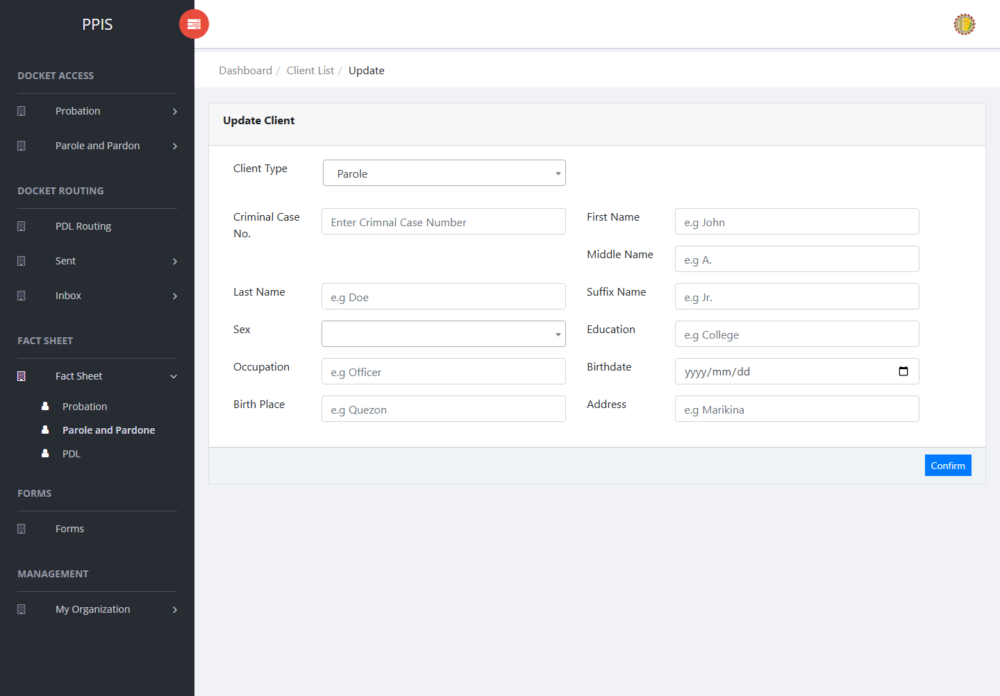 PPIS
DOCKET ACCESS
Probation
Parole and Pardon
DOCKET ROUTING
PDL Routing
Sent
Inbox
FACT SHEET
Fact Sheet
Probation
Parole and Pardone
PDL
FORMS
Forms
MANAGEMENT
My Organization
Dashboard / Client List / Update
Update Client
Client Type
Parole
Criminal Case
No.
Enter Crimnal Case Number
First Name
e.g John
Middle Name
e.g A.
Last Name
e.g Doe
Suffix Name
e.g Jr.
Sex
Education
e.g College
Occupation
e.g Officer
Birthdate
yyyy/mm/dd
Birth Place
e.g Quezon
Address
e.g Marikina
Confirm